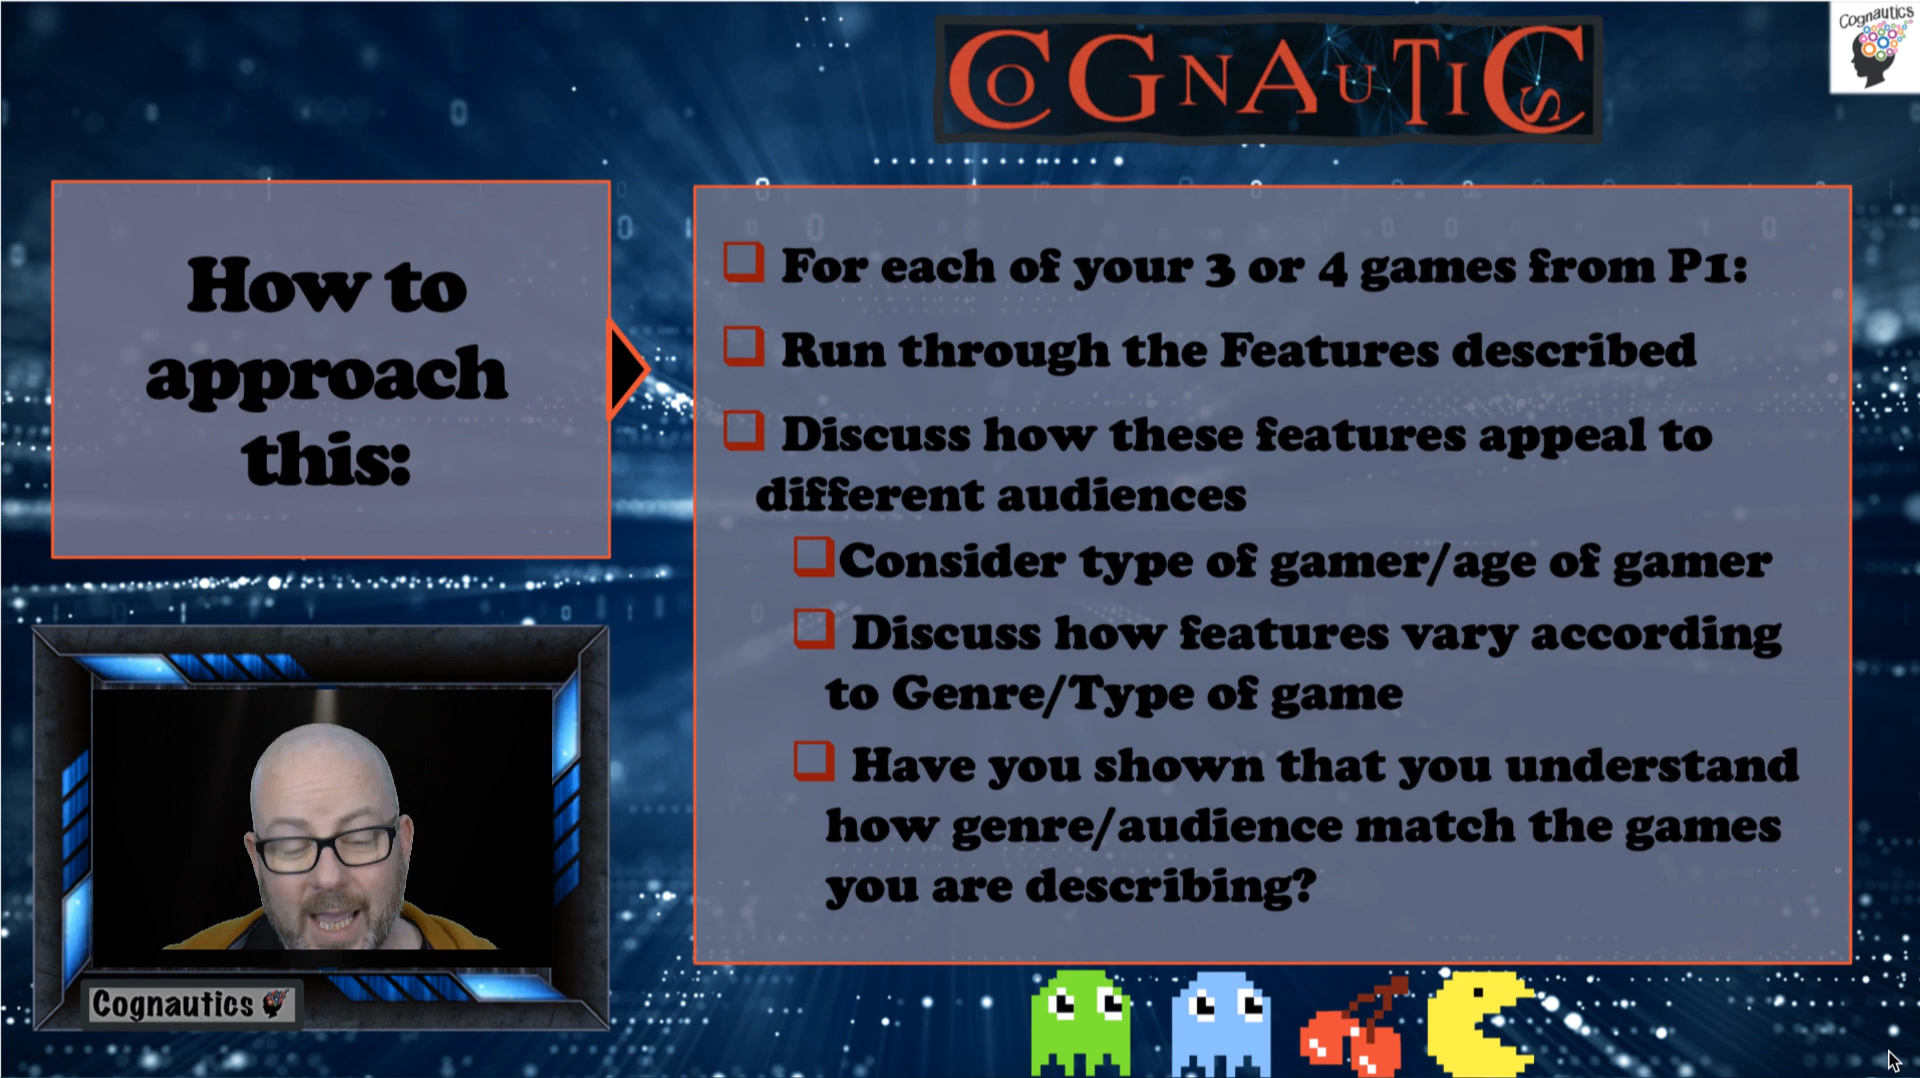 COGNAUTICS
Cognautics
How to
approach
this:
For each of your 3 or 4 games from P1:
Run through the Features described
Discuss how these features appeal to
different audiences
Consider type of gamer/age of gamer
Discuss how features vary according
to Genre/Type of game
Have you shown that you understand
how genre/audience match the games
you are describing?
Cognautics